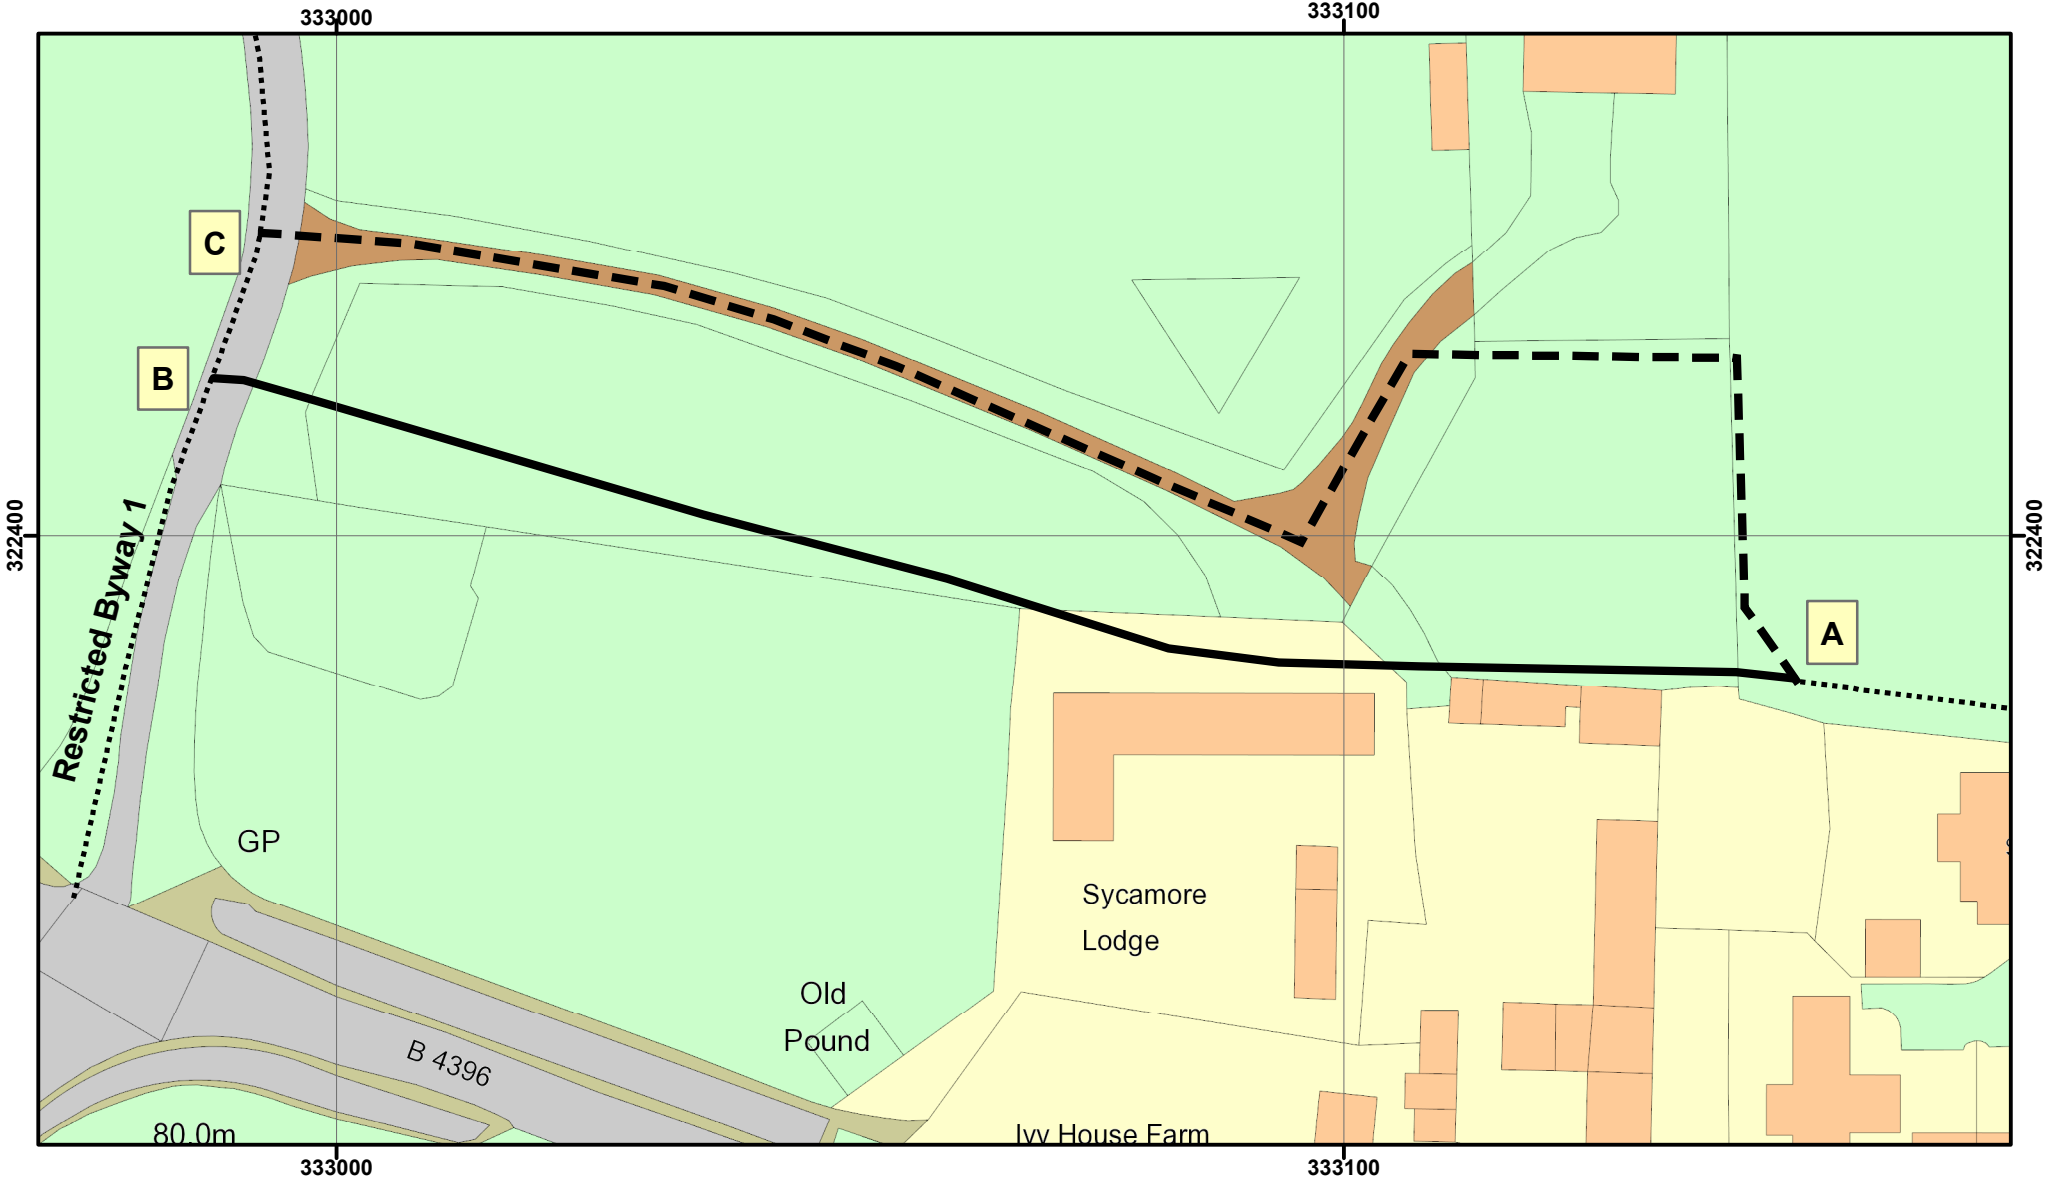 333000
333100
C
B
322400
322400
Restricted Byway 1
A
GP
Sycamore
Lodge
Old
Pound
B 4396
80.0m
Ivy House Farm
333000
333100